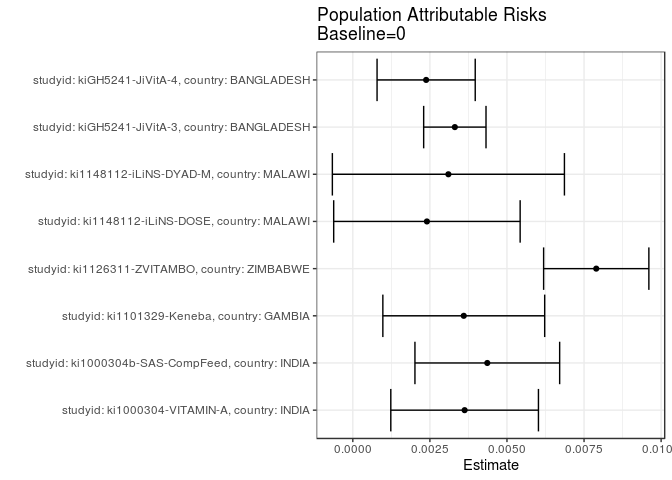 Population Attributable Risks
Baseline=0
studyid: kiGH5241-JiVitA-4, country: BANGLADESH
studyid: kiGH5241-JiVitA-3, country: BANGLADESH
studyid: ki1148112-iLiNS-DYAD-M, country: MALAWI
studyid: ki1148112-iLiNS-DOSE, country: MALAWI
studyid: ki1126311-ZVITAMBO, country: ZIMBABWE
studyid: ki1101329-Keneba, country: GAMBIA
studyid: ki1000304b-SAS-CompFeed, country: INDIA
studyid: ki1000304-VITAMIN-A, country: INDIA
0.0000 0.0025 0.0050 0.0075 0.010
Estimate